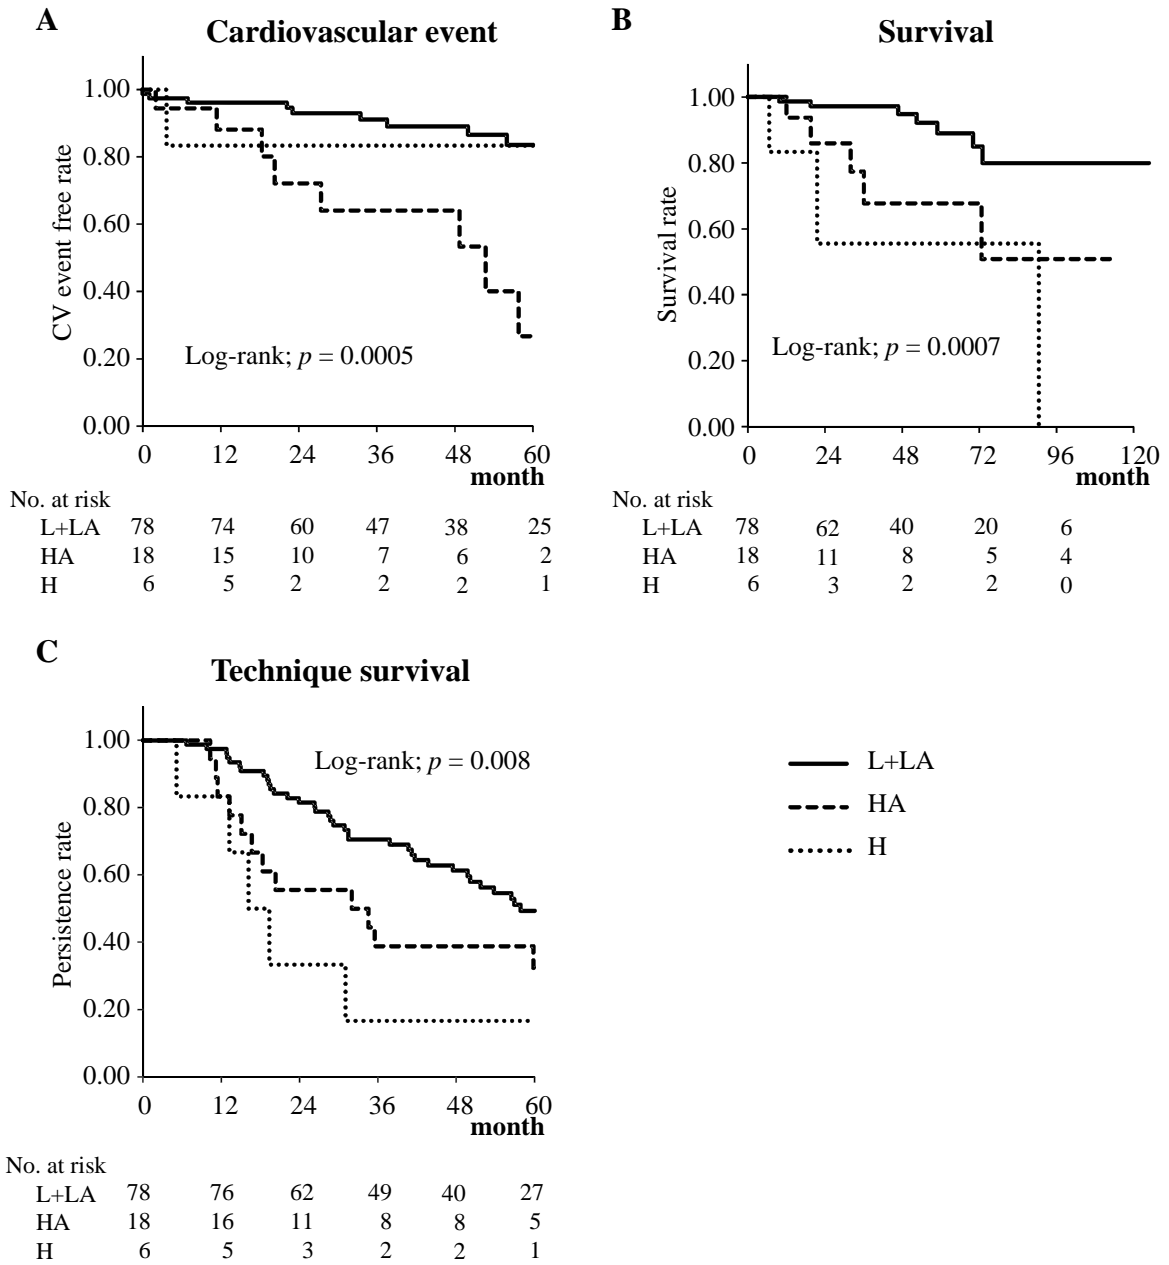 A
Cardiovascular event
CV event free rate
1.00
0.80
0.60
0.40
0.20
0.00
Log-rank; p = 0.0005
0 12 24 36 48 60
month
No. at risk
L+LA 78 74 60 47 38 25
HA 18 15 10 7 6 2
H 6 5 2 2 2 1
B
Survival
Survival rate
1.00
0.80
0.60
0.40
0.20
0.00
Log-rank; p = 0.0007
0 24 48 72 96 120
month
No. at risk
L+LA 78 62 40 20 6
HA 18 11 8 5 4
H 6 3 2 2 0
C
Technique survival
Persistence rate
1.00
0.80
0.60
0.40
0.20
0.00
Log-rank; p = 0.008
0 12 24 36 48 60
month
No. at risk
L+LA 78 76 62 49 40 27
HA 18 16 11 8 8 5
H 6 5 3 2 2 1
L+LA
HA
H